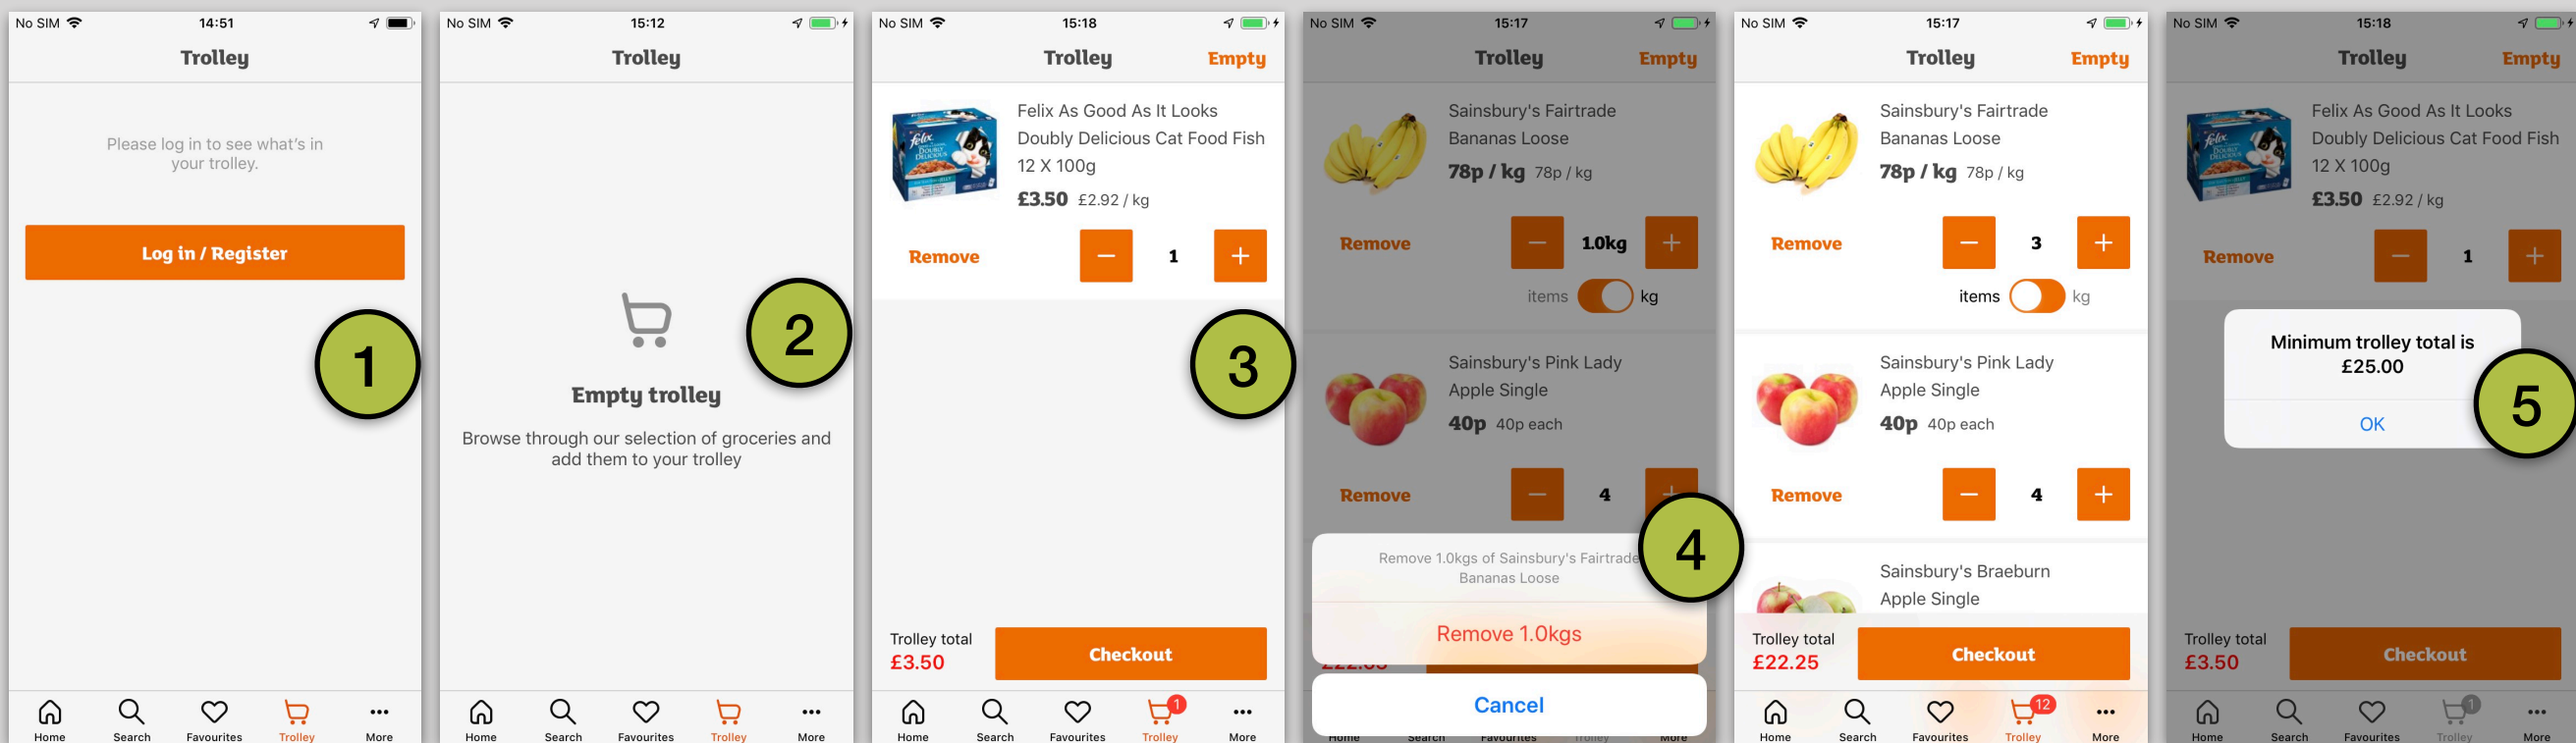 No SIM 14:51
Trolley
Please log in to see what's in
your trolley.
Log in / Register
1
Home Search Favourites Trolley More
No SIM 15:12
Trolley
2
Empty trolley
Browse through our selection of groceries and
add them to your trolley
Home Search Favourites Trolley More
No SIM 15:18
Trolley Empty
felix
DOUBLY
DELICIOUS
Felix As Good As It Looks
Doubly Delicious Cat Food Fish
12 X 100g
£3.50 £2.92 / kg
Remove − 1 +
3
Trolley total
£3.50
Checkout
1
Home Search Favourites Trolley More
No SIM 15:17
Trolley Empty
Sainsbury's Fairtrade
Bananas Loose
78p / kg 78p / kg
Remove − 1.0kg +
items kg
Sainsbury's Pink Lady
Apple Single
40p 40p each
Remove − 4 +
4
Remove 1.0kgs of Sainsbury's Fairtrade
Bananas Loose
Remove 1.0kgs
Cancel
Home Search Favourites Trolley More
No SIM 15:17
Trolley Empty
Sainsbury's Fairtrade
Bananas Loose
78p / kg 78p / kg
Remove − 3 +
items kg
Sainsbury's Pink Lady
Apple Single
40p 40p each
Remove − 4 +
Sainsbury's Braeburn
Apple Single
Trolley total
£22.25
Checkout
12
Home Search Favourites Trolley More
No SIM 15:18
Trolley Empty
felix
DOUBLY
DELICIOUS
Felix As Good As It Looks
Doubly Delicious Cat Food Fish
12 X 100g
£3.50 £2.92 / kg
Remove − 1 +
Minimum trolley total is
£25.00
OK
5
Trolley total
£3.50
Checkout
1
Home Search Favourites Trolley More